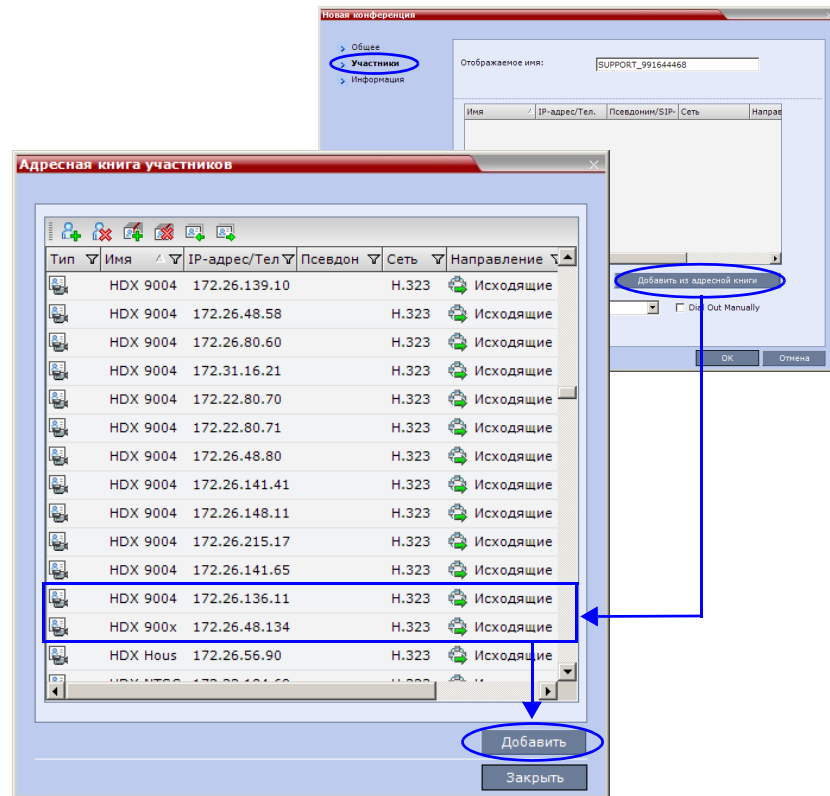 Новая конференция
Общее
Участники
Информация
Отображаемое имя: SUPPORT_991644468
Имя IP-адрес/Тел. Псевдоним/SIP- Сеть Направ
Добавить из адресной книги
Dial Out Manually
OK Отмена
Адресная книга участников
Тип Имя IP-адрес/Тел Псевдон Сеть Направление
HDX 9004 172.26.139.10 H.323 Исходящие
HDX 9004 172.26.48.58 H.323 Исходящие
HDX 9004 172.26.80.60 H.323 Исходящие
HDX 9004 172.31.16.21 H.323 Исходящие
HDX 9004 172.22.80.70 H.323 Исходящие
HDX 9004 172.22.80.71 H.323 Исходящие
HDX 9004 172.26.48.80 H.323 Исходящие
HDX 9004 172.26.141.41 H.323 Исходящие
HDX 9004 172.26.148.11 H.323 Исходящие
HDX 9004 172.26.215.17 H.323 Исходящие
HDX 9004 172.26.141.65 H.323 Исходящие
HDX 9004 172.26.136.11 H.323 Исходящие
HDX 900x 172.26.48.134 H.323 Исходящие
HDX Hous 172.26.56.90 H.323 Исходящие
Добавить
Закрыть